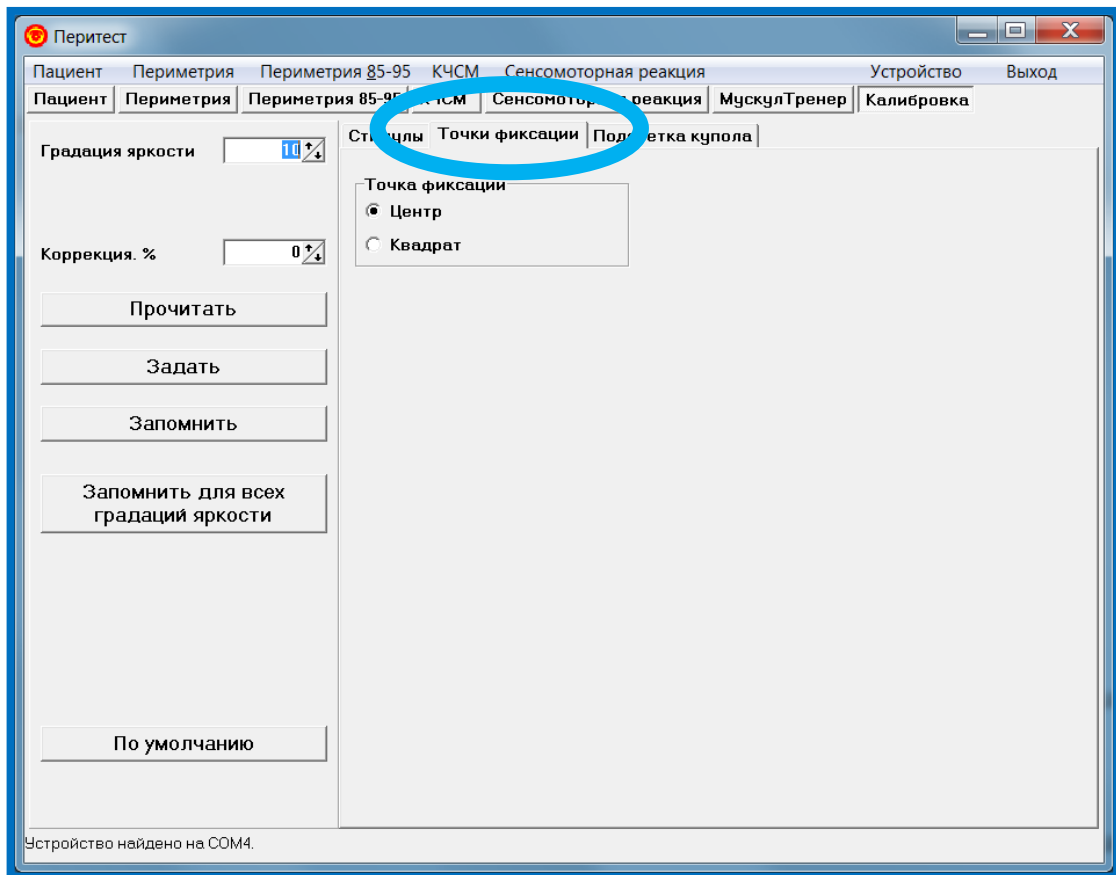 Перитест
Пациент Периметрия Периметрия 85-95 КЧСМ Сенсомоторная реакция Устройство Выход
Пациент Периметрия Периметрия 85-95 КЧСМ Сенсомоторная реакция МускулТренер Калибровка
Стимулы Точки фиксации Подсветка купола
Градация яркости 10
Точка фиксации
Центр
Квадрат
Коррекция. % 0
Прочитать
Задать
Запомнить
Запомнить для всех
градаций яркости
По умолчанию
Устройство найдено на COM4.